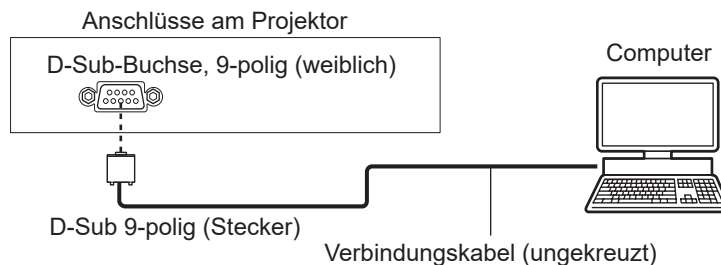 Anschlüsse am Projektor
D-Sub-Buchse, 9-polig (weiblich)
Computer
D-Sub 9-polig (Stecker)
Verbindungskabel (ungekreuzt)